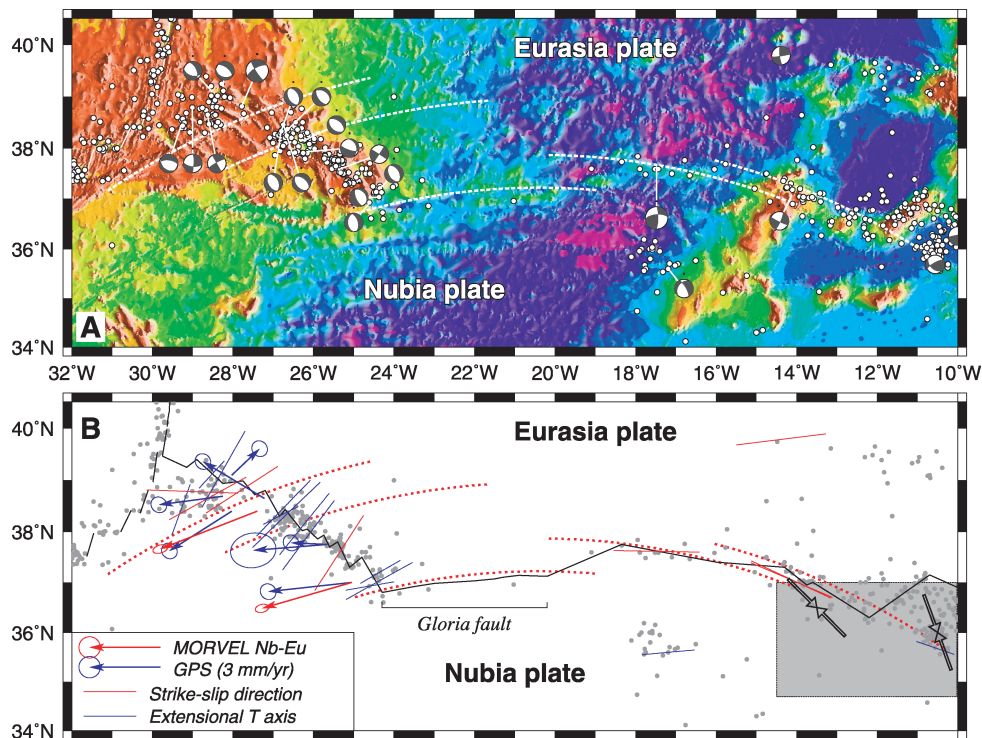 40°N
38°N
36°N
34°N
Eurasia plate
Nubia plate
A
32°W 30°W 28°W 26°W 24°W 22°W 20°W 18°W 16°W 14°W 12°W 10°W
40°N
38°N
36°N
34°N
B
Eurasia plate
Gloria fault
Nubia plate
MORVEL Nb-Eu
GPS (3 mm/yr)
Strike-slip direction
Extensional T axis